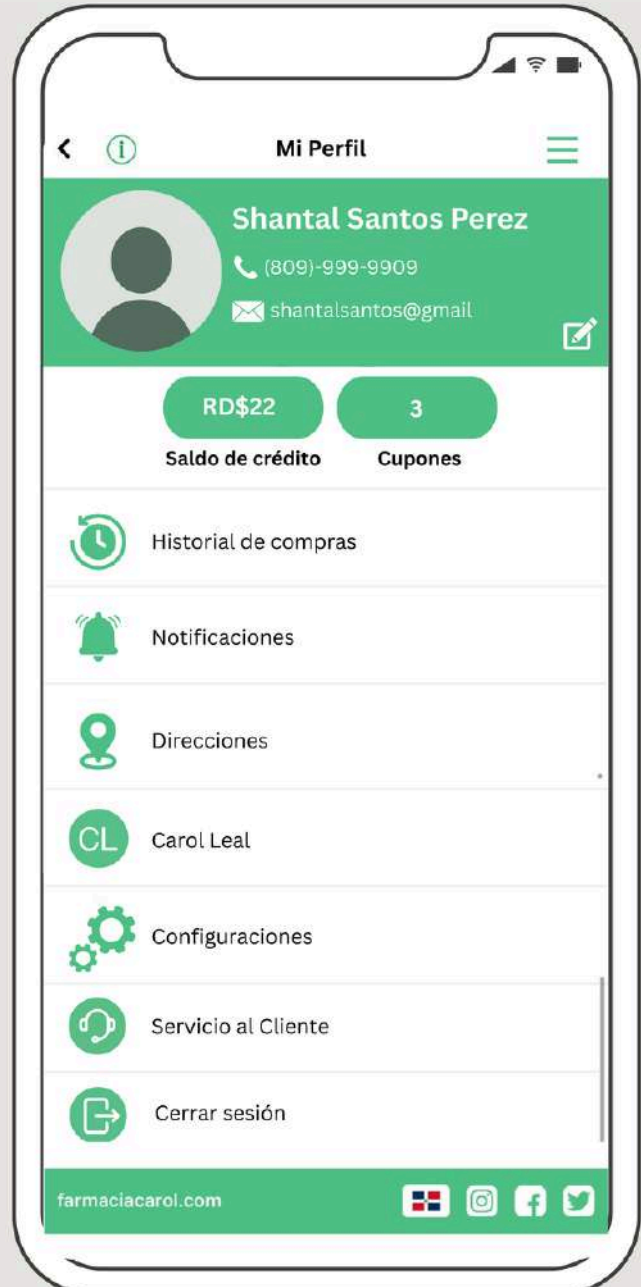 Mi Perfil
Shantal Santos Perez
(809)-999-9909
shantalsantos@gmail
RD$22
3
Saldo de crédito
Cupones
Historial de compras
Notificaciones
Direcciones
CL
Carol Leal
Configuraciones
Servicio al Cliente
Cerrar sesión
farmaciacarol.com